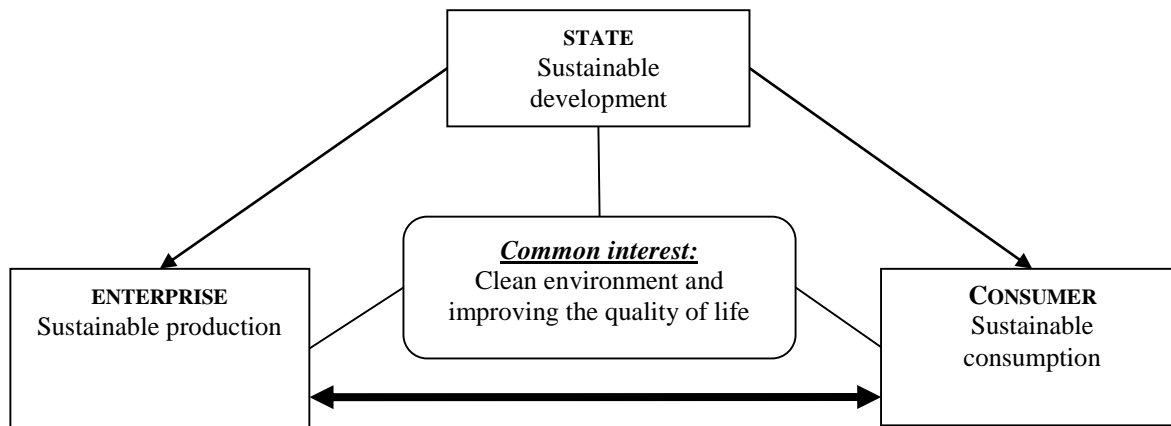 STATE
Sustainable
development
Common interest:
Clean environment and
improving the quality of life
ENTERPRISE
Sustainable production
CONSUMER
Sustainable
consumption